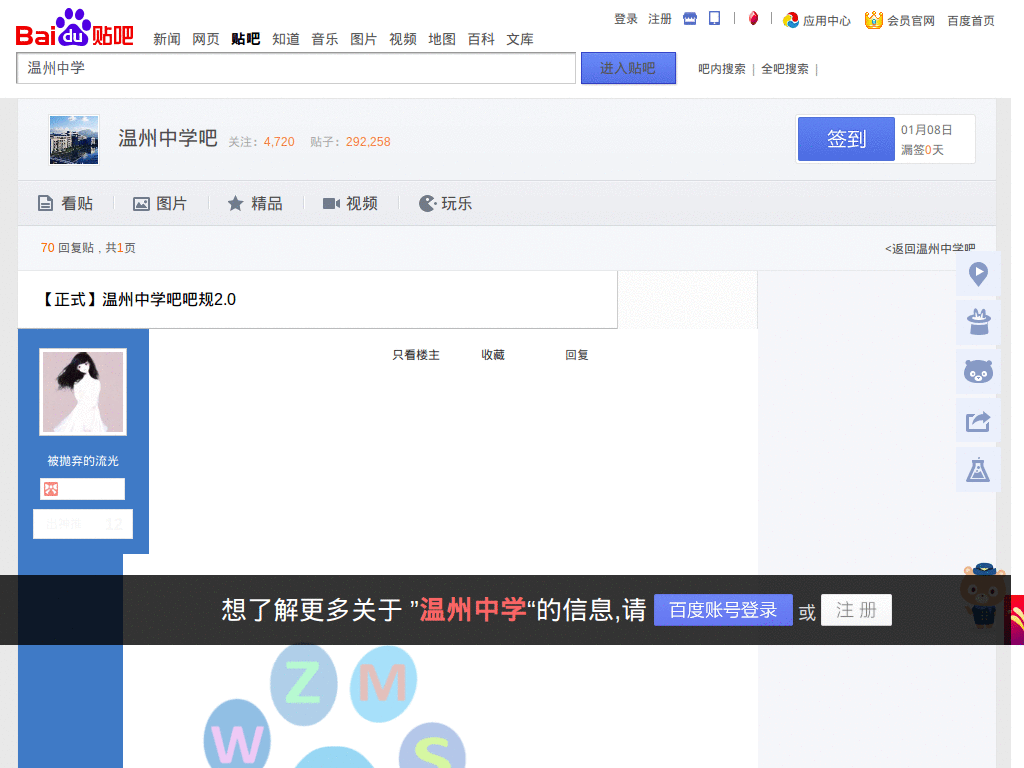 登录 注册 应用中心 会员官网 百度首页
Bai du 贴吧 新闻 网页 贴吧 知道 音乐 图片 视频 地图 百科 文库
温州中学 进入贴吧 吧内搜索 | 全吧搜索 |
温州中学吧 关注: 4,720 贴子: 292,258
签到 01月08日
漏签0天
看贴 图片 精品 视频 玩乐
70 回复贴，共1页 <返回温州中学吧
【正式】温州中学吧吧规2.0
只看楼主 收藏 回复
被抛弃的流光
12
想了解更多关于 ”温州中学“的信息,请 百度账号登录 或 注 册
Z M
W S